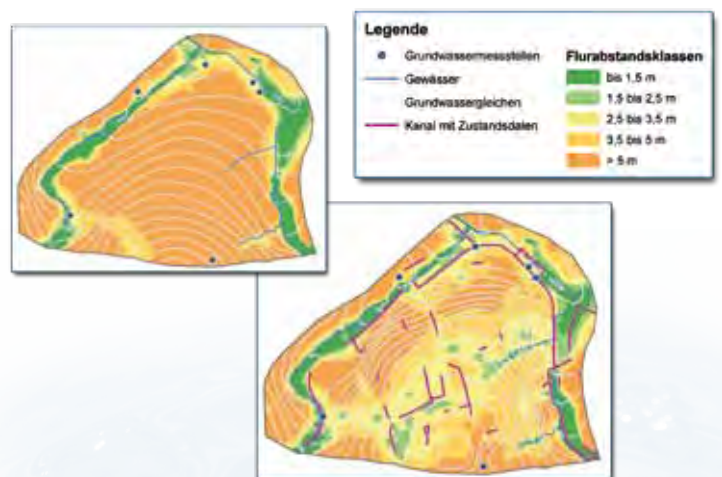 Legende
Grundwassermessstellen
Gewässer
Grundwassergleichen
Kanal mit Zustandsdaten
Flurabstandsklassen
bis 1,5 m
1,5 bis 2,5 m
2,5 bis 3,5 m
3,5 bis 5 m
> 5 m